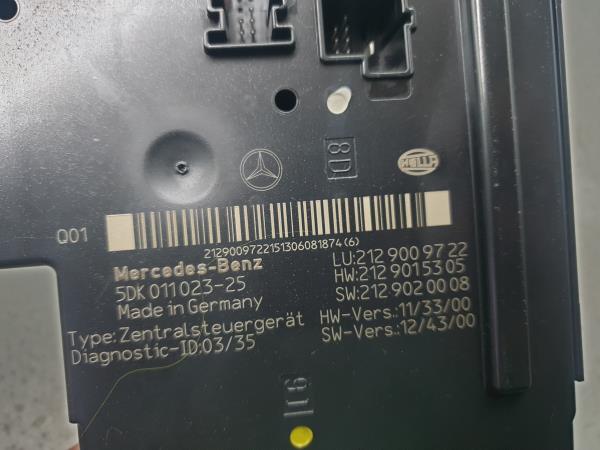 8D
HELLA
Q01
2129009722151306081874(6)
Mercedes-Benz
5DK 011 023-25
Made in Germany
Type:Zentralsteuergerät
Diagnostic-ID:03/35
LU:212 900 97 22
HW:212 901 53 05
SW:212 902 00 08
HW-Vers.:11/33/00
SW-Vers.:12/43/00